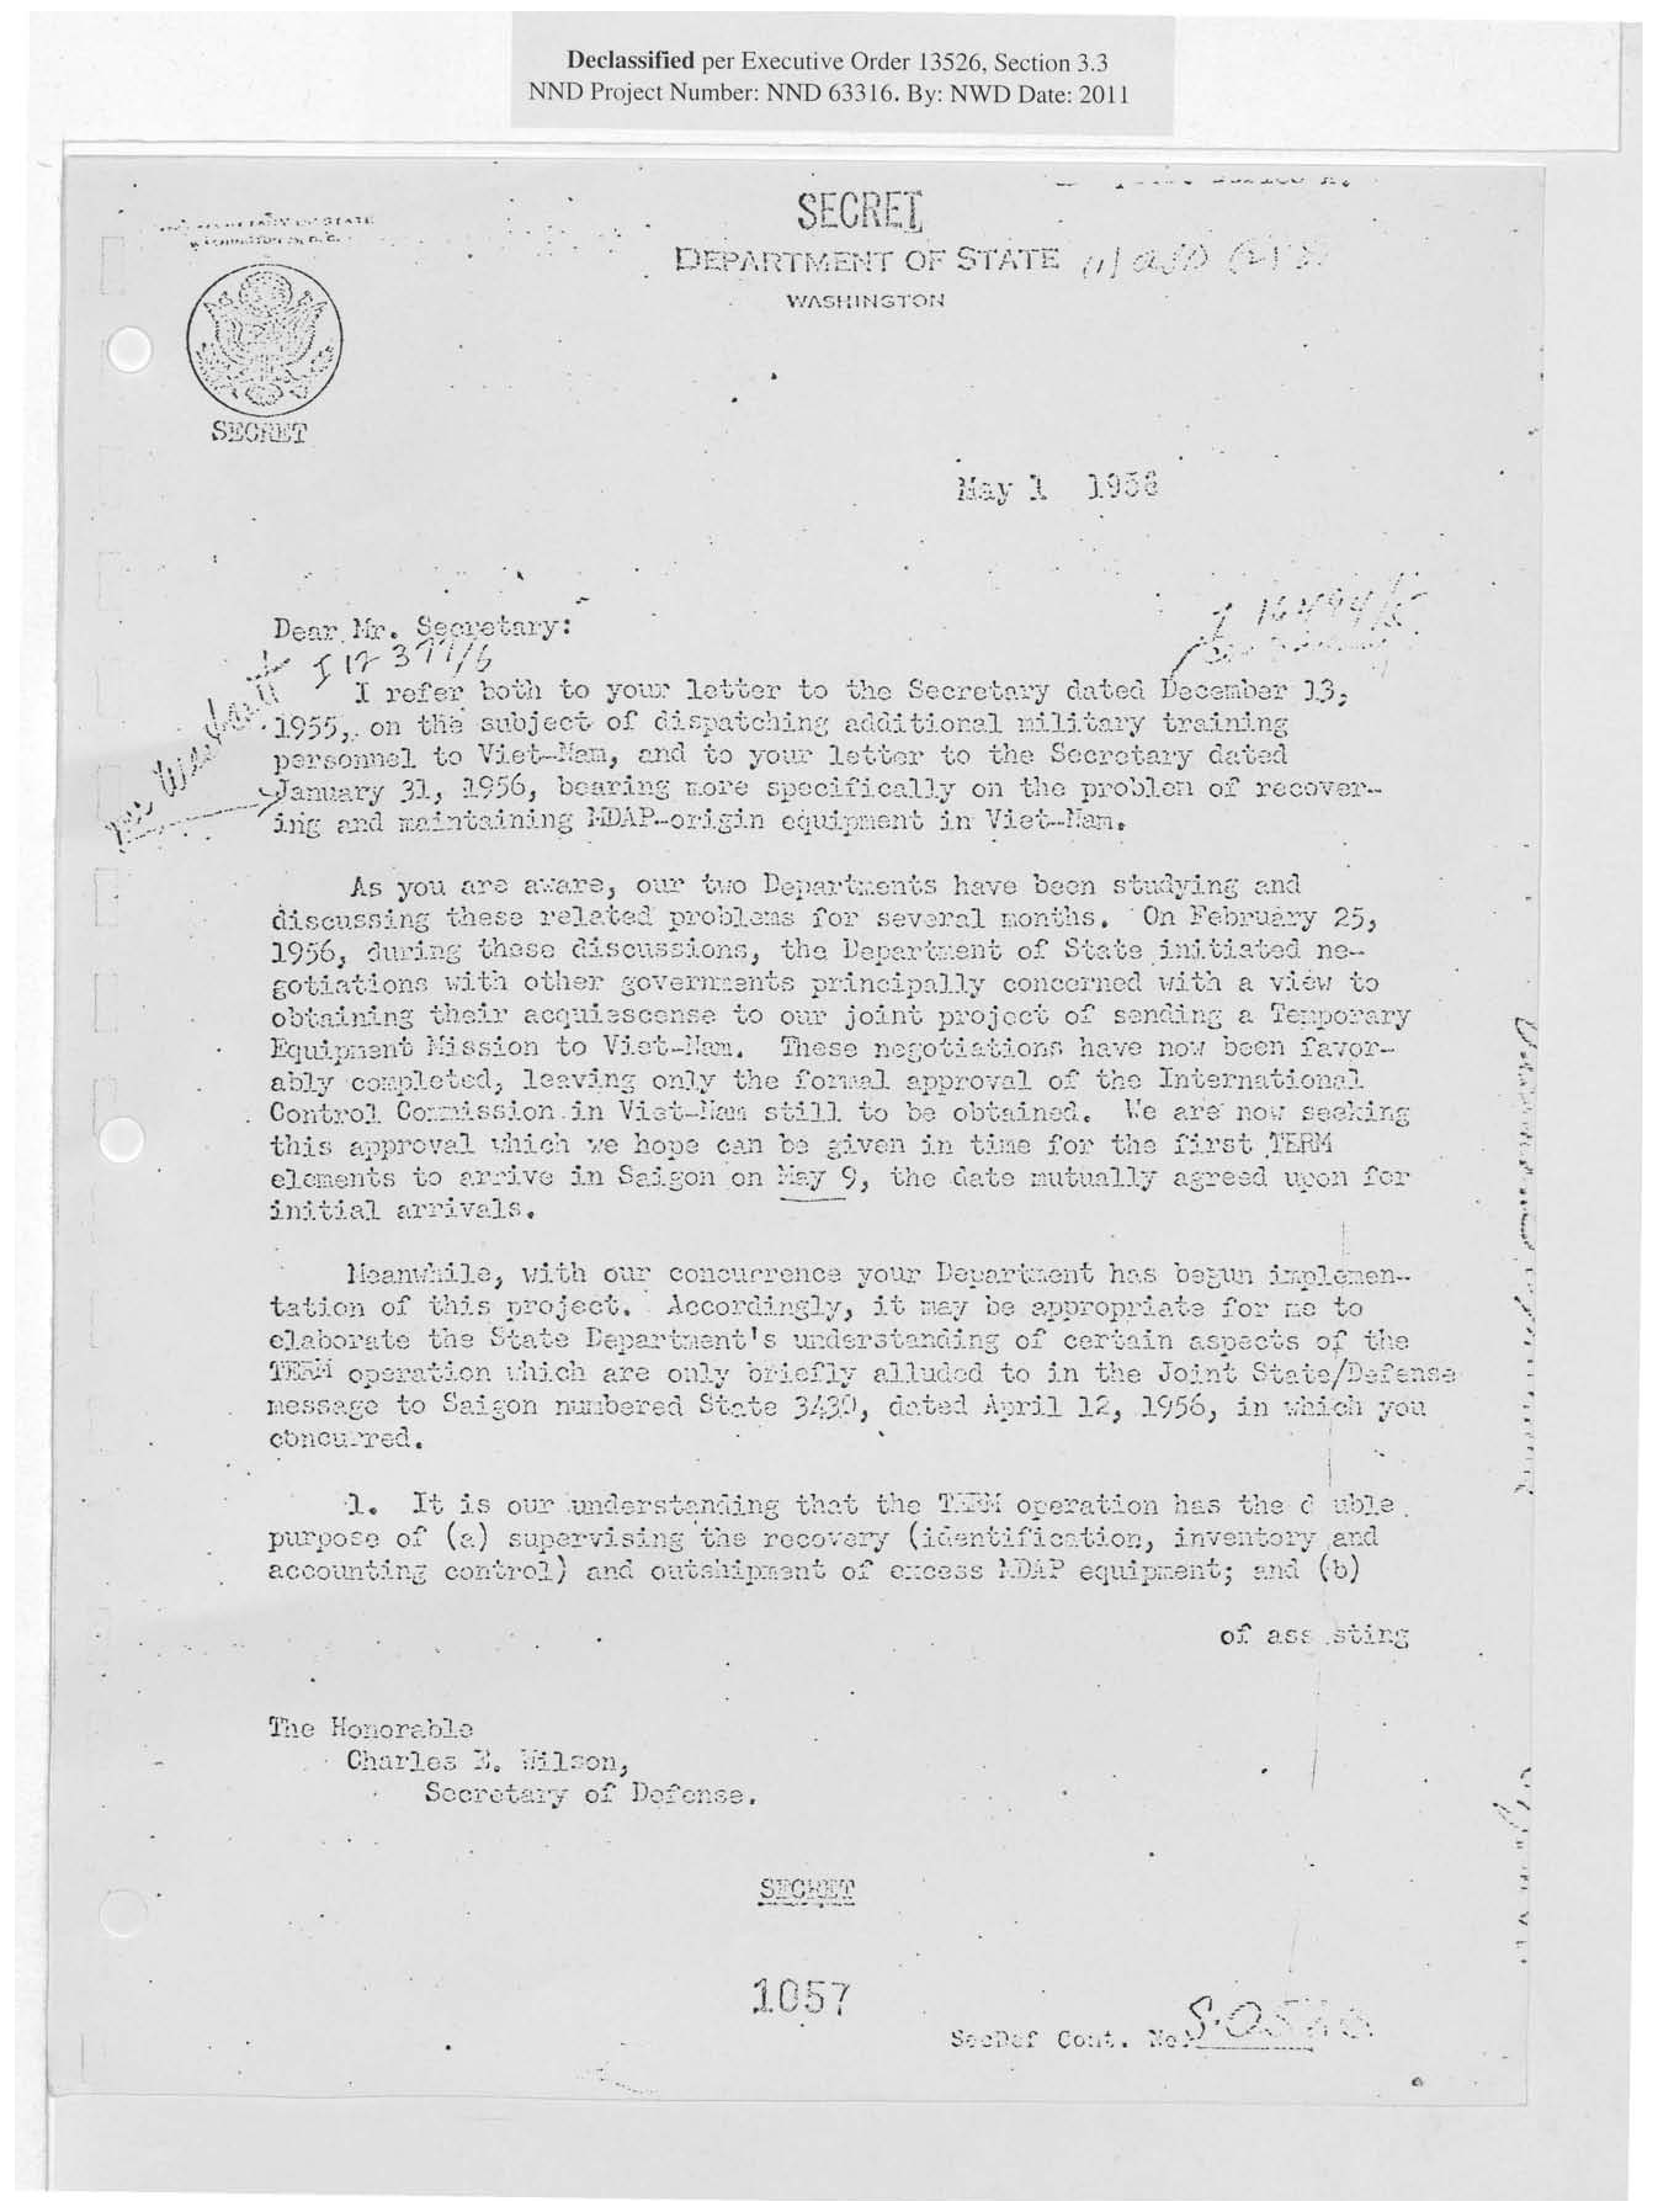 Declassified per Executive Order 13526, Section 3.3
NND Project Number: NND 63316. By: NWD Date: 2011
SECRET
DEPARTMENT OF STATE
WASHINGTON
SECRET
May 1 1956
Dear Mr. Secretary:
I refer both to your letter to the Secretary dated December 13,
1955, on the subject of dispatching additional military training
personnel to Viet-Nam, and to your letter to the Secretary dated
January 31, 1956, bearing more specifically on the problem of recover-
ing and maintaining MDAP-origin equipment in Viet-Nam.
As you are aware, our two Departments have been studying and
discussing these related problems for several months. On February 25,
1956, during these discussions, the Department of State initiated ne-
gotiations with other governments principally concerned with a view to
obtaining their acquiescense to our joint project of sending a Temporary
Equipment Mission to Viet-Nam. These negotiations have now been favor-
ably completed, leaving only the formal approval of the International
Control Commission in Viet-Nam still to be obtained. We are now seeking
this approval which we hope can be given in time for the first TERM
elements to arrive in Saigon on May 9, the date mutually agreed upon for
initial arrivals.
Meanwhile, with our concurrence your Department has begun implemen-
tation of this project. Accordingly, it may be appropriate for me to
elaborate the State Department's understanding of certain aspects of the
TERM operation which are only briefly alluded to in the Joint State/Defense
message to Saigon numbered State 3430, dated April 12, 1956, in which you
concurred.
1. It is our understanding that the TERM operation has the d uble
purpose of (a) supervising the recovery (identification, inventory and
accounting control) and outshipment of excess MDAP equipment; and (b)
of ass sting
The Honorable
Charles E. Wilson,
Secretary of Defense.
SECRET
1057
SecDef Cont. No.